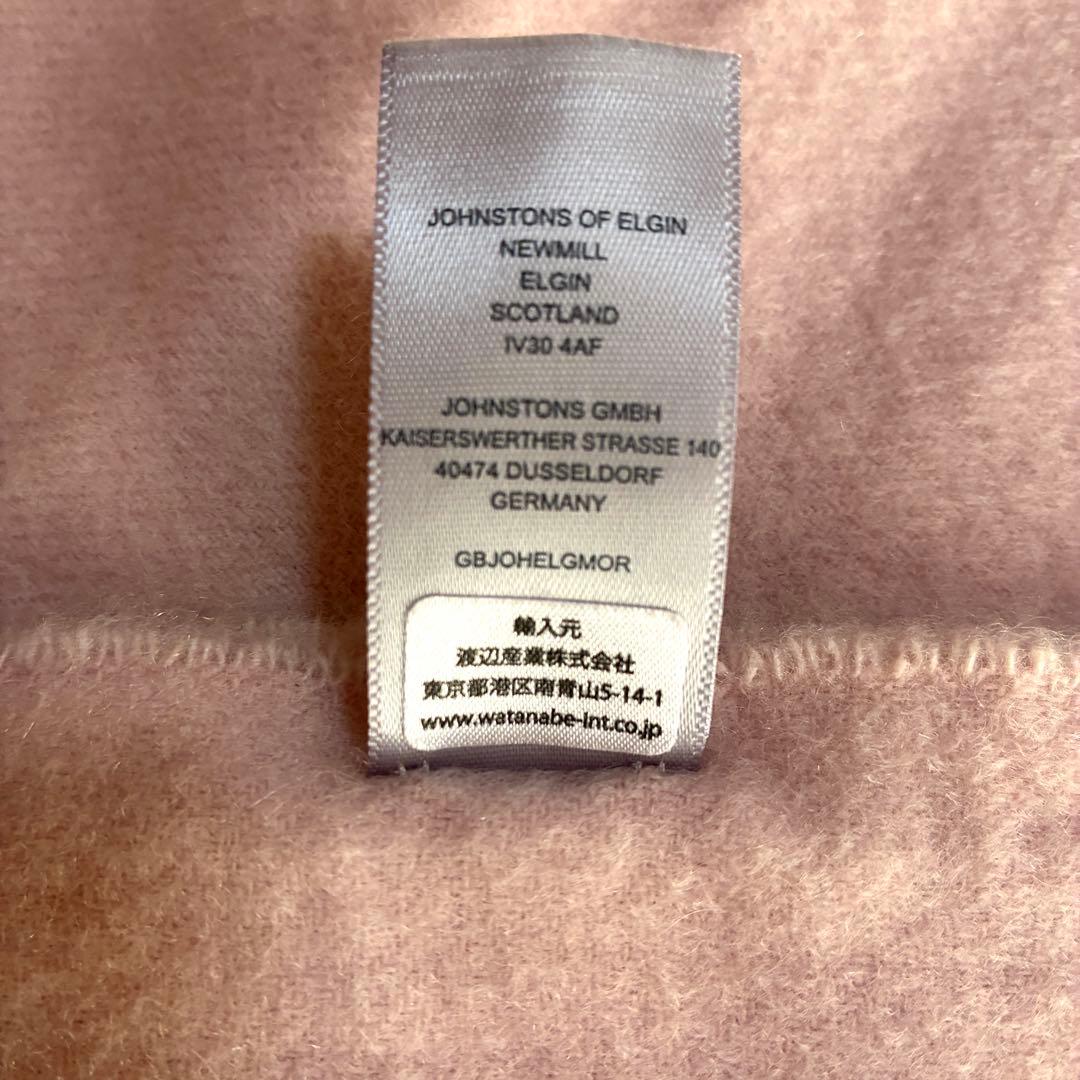 JOHNSTONS OF ELGIN
NEWMILL
ELGIN
SCOTLAND
IV30 4AF
JOHNSTONS GMBH
KAISERSWERTHER STRASSE 140
40474 DUSSELDORF
GERMANY
GBJOHELGMOR
輸入元
渡辺産業株式会社
東京都港区南青山5-14-1
www.watanabe-int.co.jp